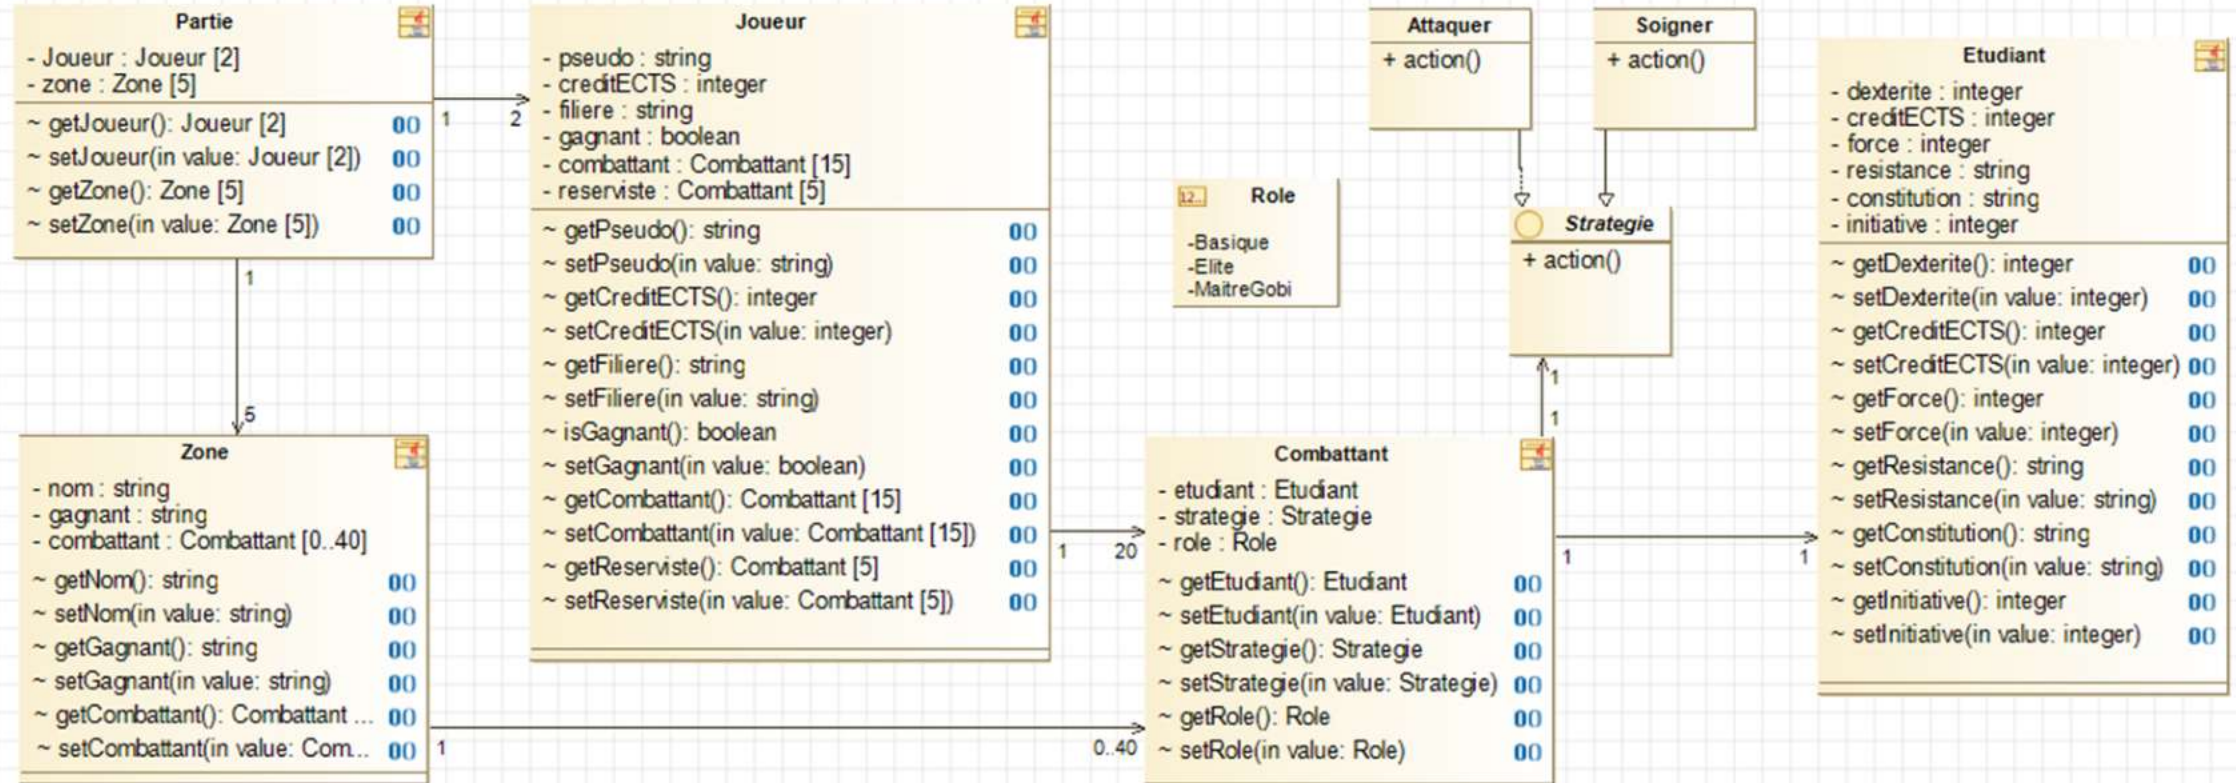 Partie
- Joueur : Joueur [2]
- zone : Zone [5]
~ getJoueur(): Joueur [2]
~ setJoueur(in value: Joueur [2])
~ getZone(): Zone [5]
~ setZone(in value: Zone [5])
1
2
1
5
Joueur
- pseudo : string
- creditECTS : integer
- filiere : string
- gagnant : boolean
- combattant : Combattant [15]
- reserviste : Combattant [5]
~ getPseudo(): string
~ setPseudo(in value: string)
~ getCreditECTS(): integer
~ setCreditECTS(in value: integer)
~ getFiliere(): string
~ setFiliere(in value: string)
~ isGagnant(): boolean
~ setGagnant(in value: boolean)
~ getCombattant(): Combattant [15]
~ setCombattant(in value: Combattant [15])
~ getReserviste(): Combattant [5]
~ setReserviste(in value: Combattant [5])
1
20
Attaquer
+ action()
Soigner
+ action()
12..
Role
-Basique
-Elite
-MaitreGobi
Strategie
+ action()
1
1
Etudiant
- dexterite : integer
- creditECTS : integer
- force : integer
- resistance : string
- constitution : string
- initiative : integer
~ getDexterite(): integer
~ setDexterite(in value: integer)
~ getCreditECTS(): integer
~ setCreditECTS(in value: integer)
~ getForce(): integer
~ setForce(in value: integer)
~ getResistance(): string
~ setResistance(in value: string)
~ getConstitution(): string
~ setConstitution(in value: string)
~ getInitiative(): integer
~ setInitiative(in value: integer)
Zone
- nom : string
- gagnant : string
- combattant : Combattant [0..40]
~ getNom(): string
~ setNom(in value: string)
~ getGagnant(): string
~ setGagnant(in value: string)
~ getCombattant(): Combattant ...
~ setCombattant(in value: Com...
1
0..40
Combattant
- etudiant : Etudiant
- strategie : Strategie
- role : Role
~ getEtudiant(): Etudiant
~ setEtudiant(in value: Etudiant)
~ getStrategie(): Strategie
~ setStrategie(in value: Strategie)
~ getRole(): Role
~ setRole(in value: Role)
1
1